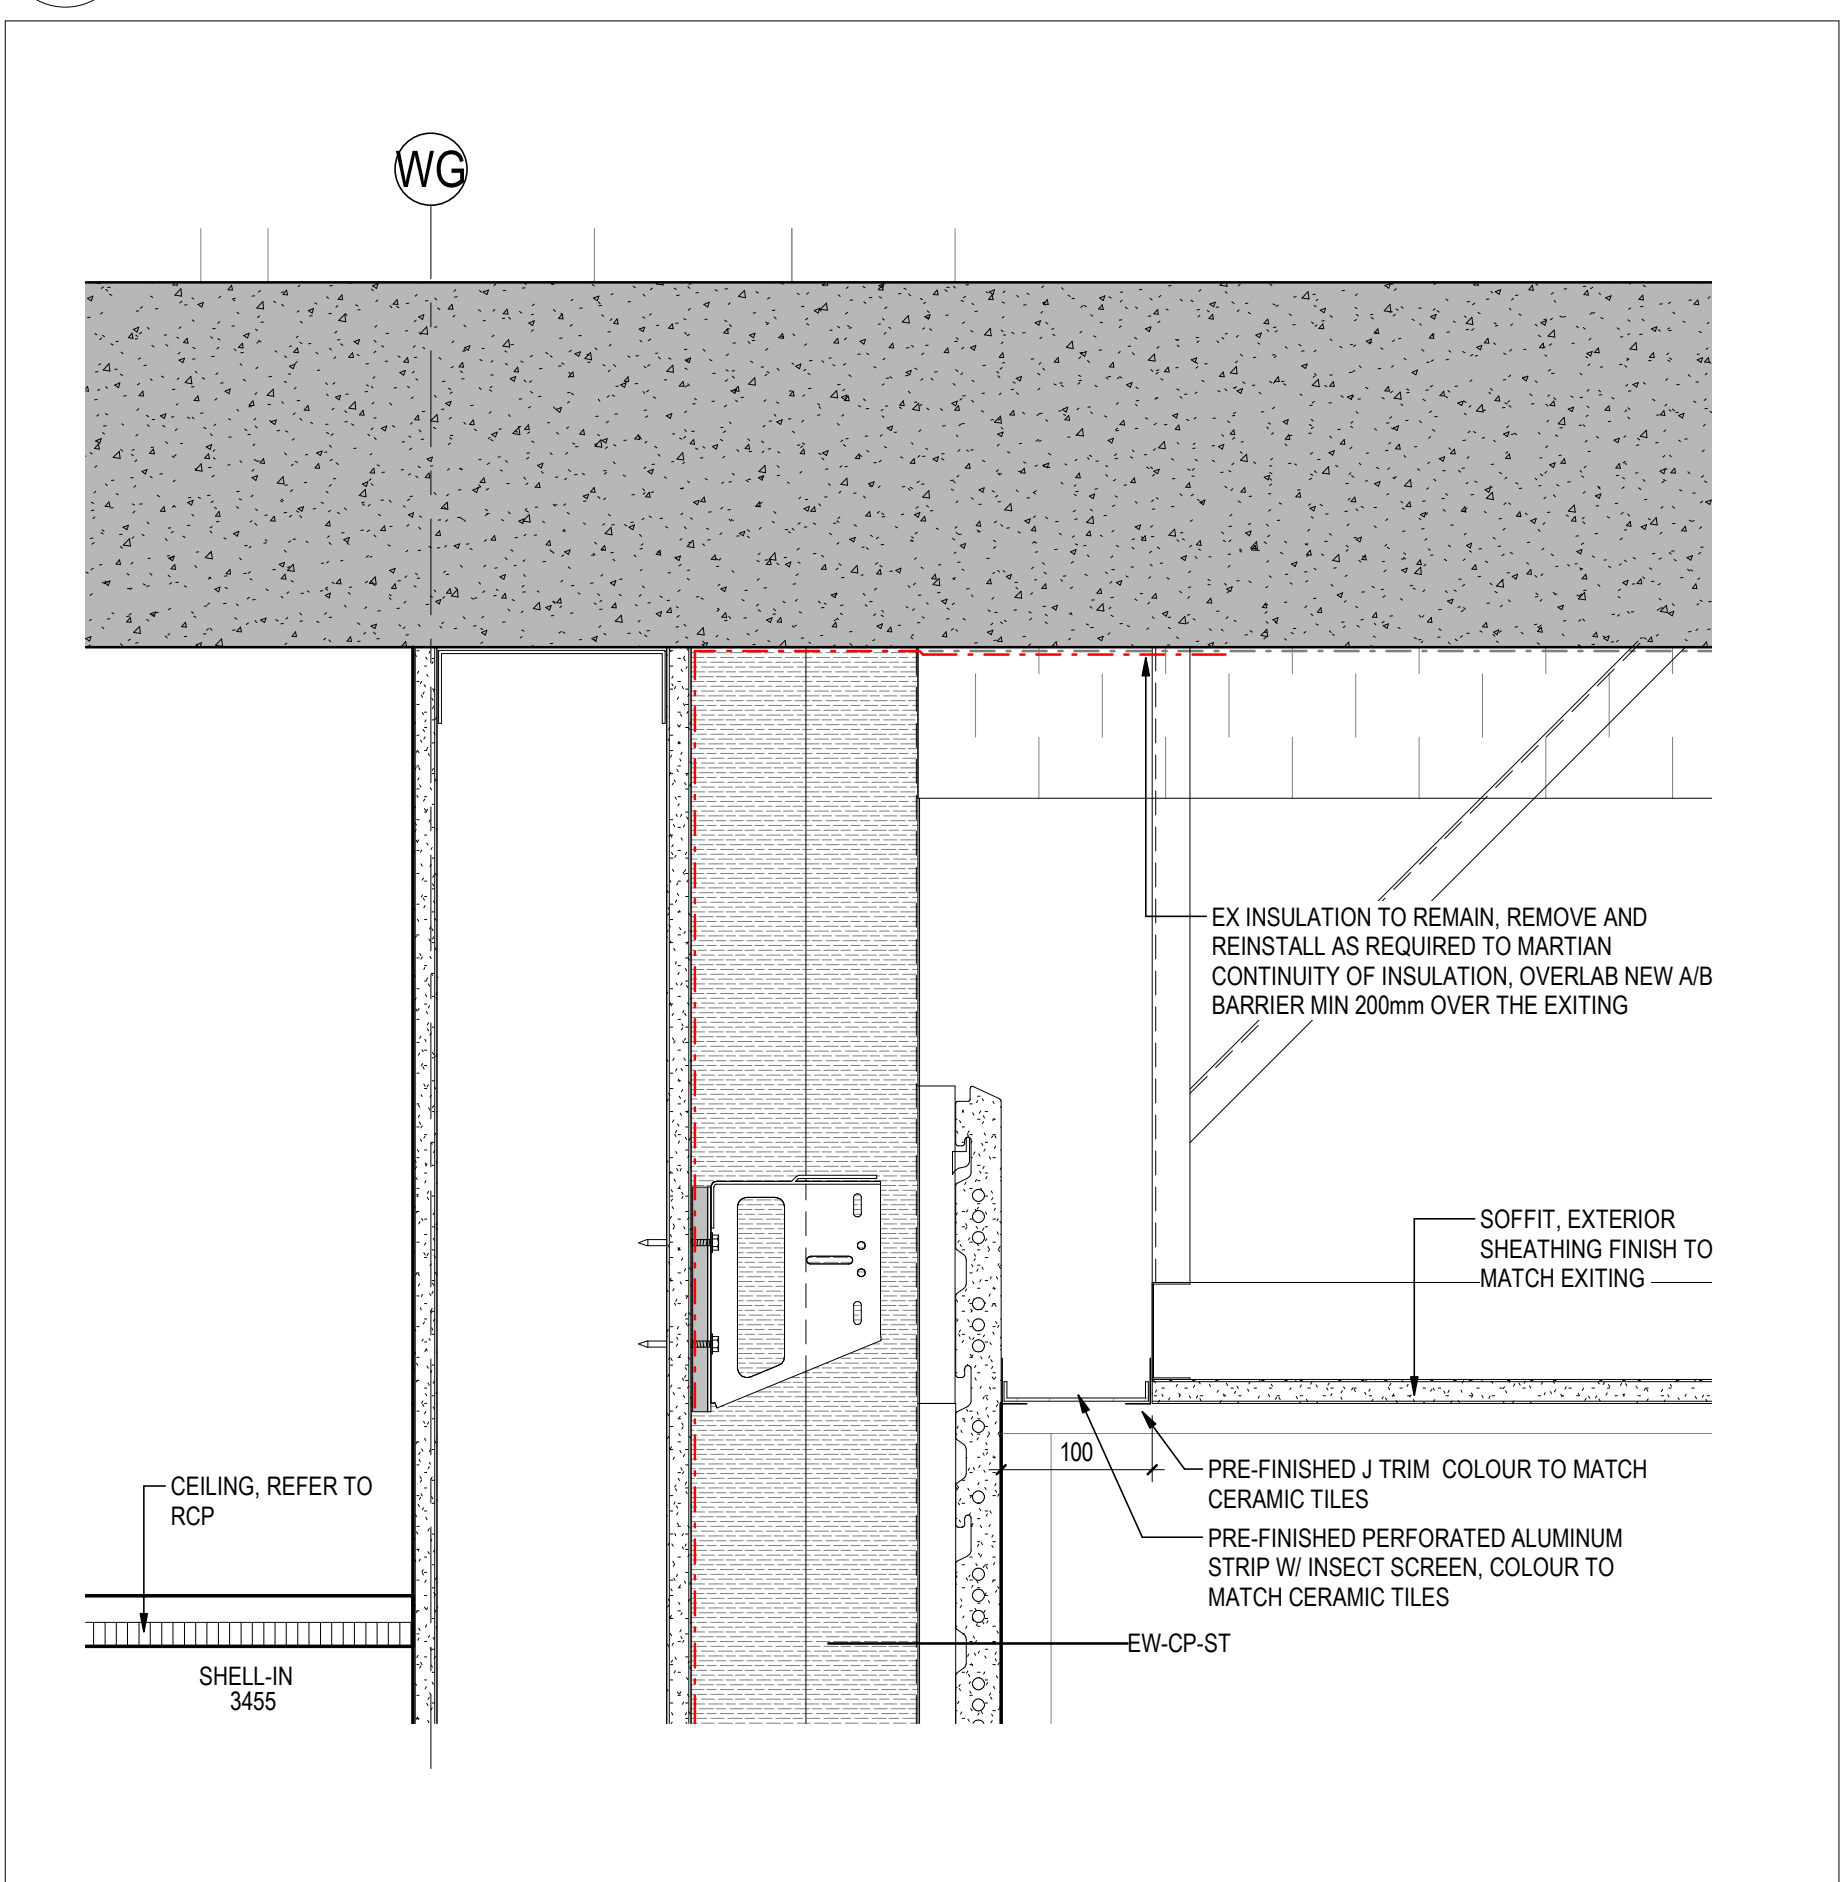 WG
EX INSULATION TO REMAIN, REMOVE AND
REINSTALL AS REQUIRED TO MARTIAN
CONTINUITY OF INSULATION, OVERLAB NEW A/B
BARRIER MIN 200mm OVER THE EXITING
SOFFIT, EXTERIOR
SHEATHING FINISH TO
MATCH EXITING
100
PRE-FINISHED J TRIM COLOUR TO MATCH
CERAMIC TILES
PRE-FINISHED PERFORATED ALUMINUM
STRIP W/ INSECT SCREEN, COLOUR TO
MATCH CERAMIC TILES
EW-CP-ST
CEILING, REFER TO
RCP
SHELL-IN
3455